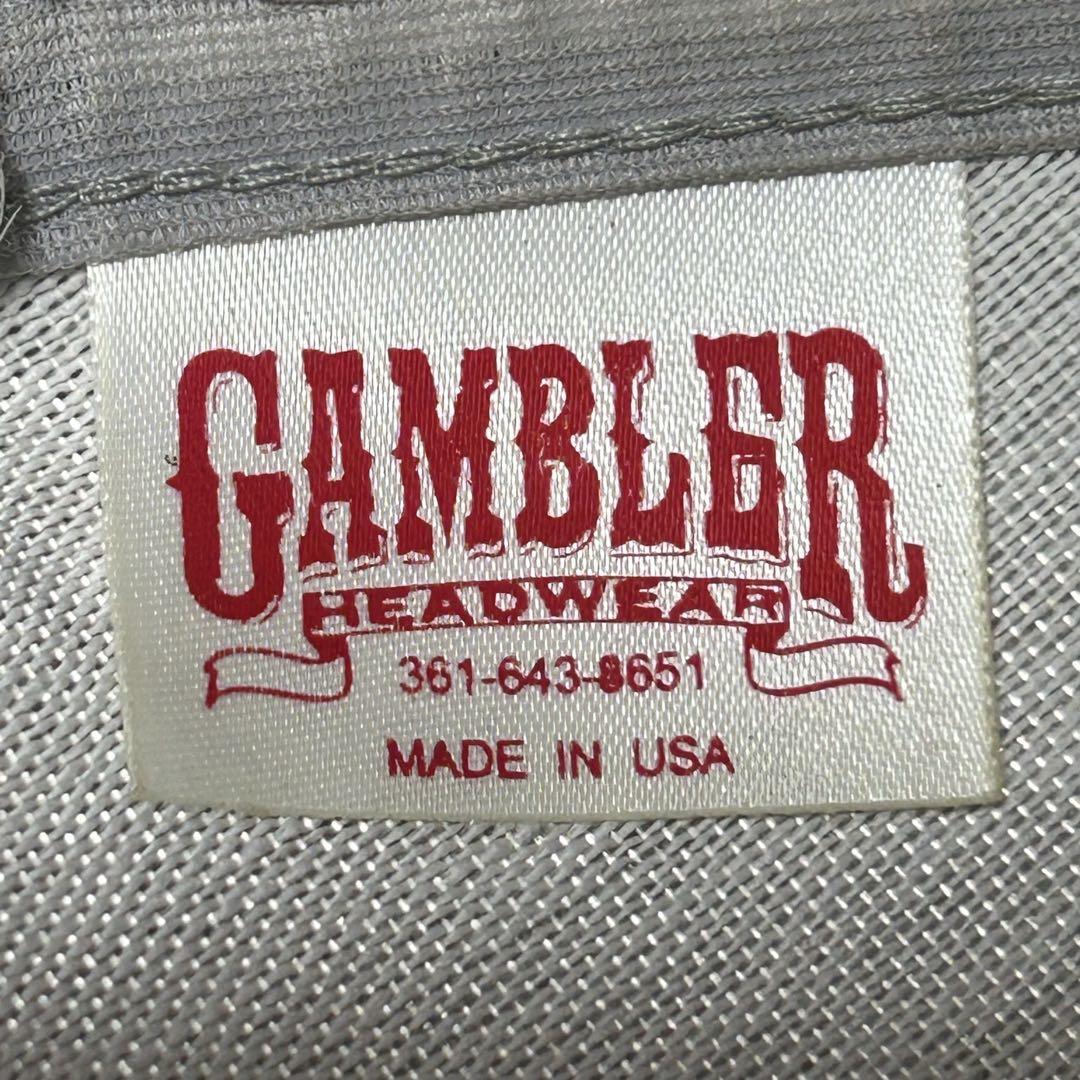 GAMBLER
HEADWEAR
361-643-8651
MADE IN USA